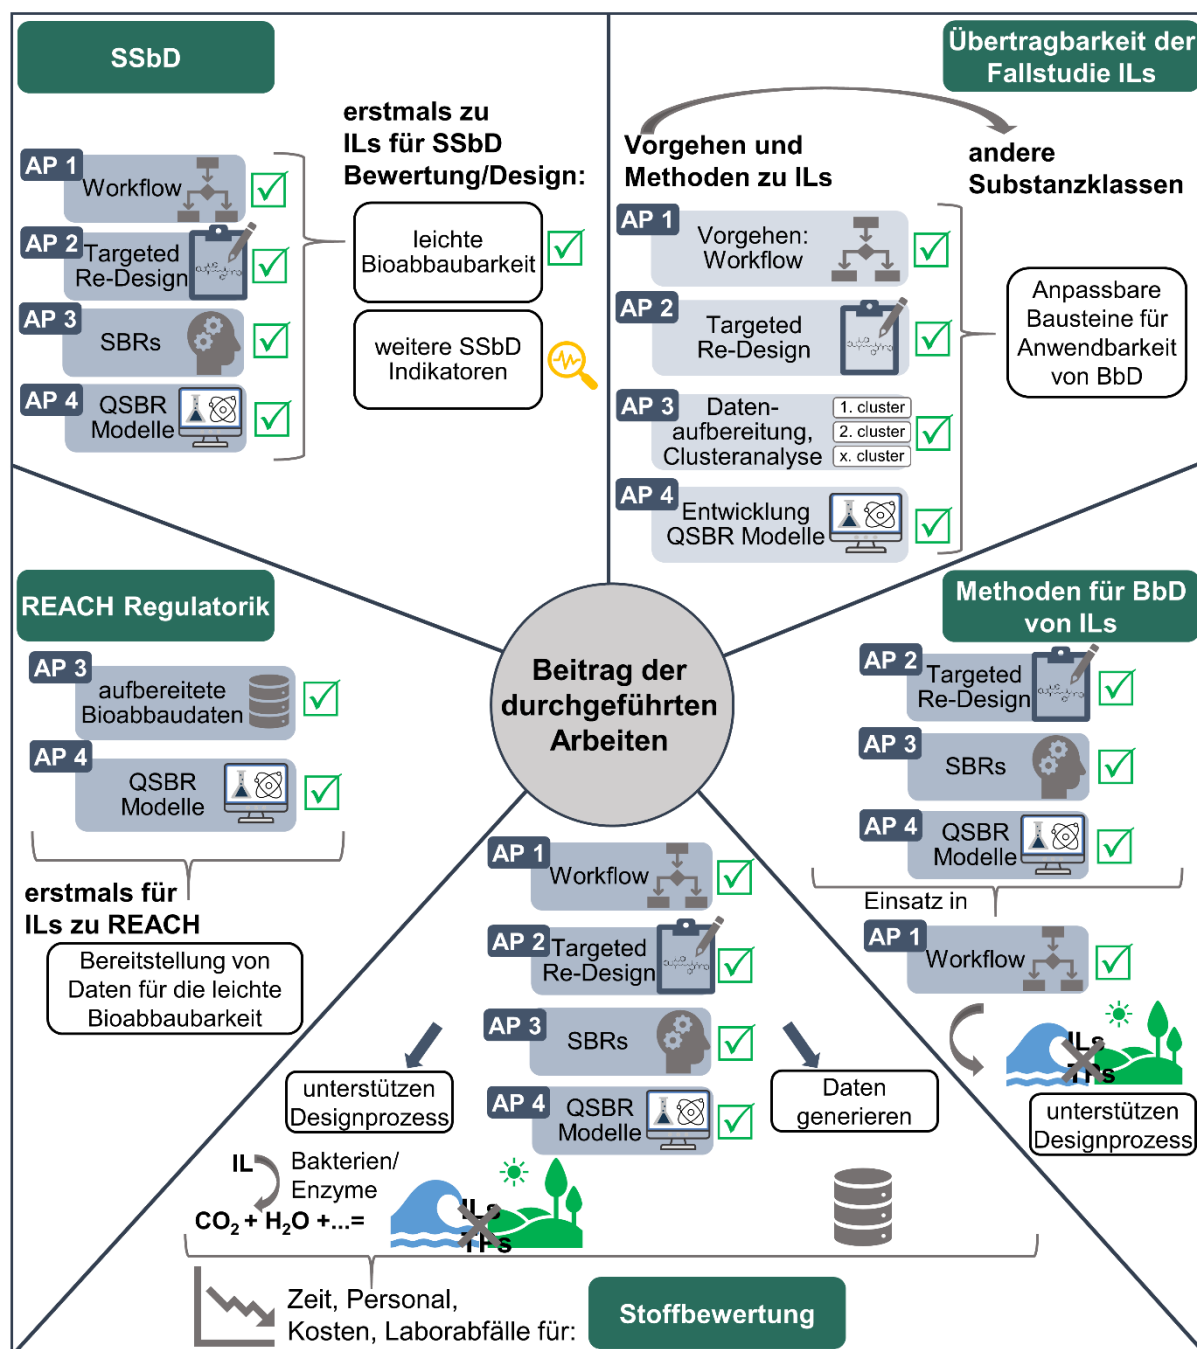 SSbD
erstmals zu
ILs für SSbD
Bewertung/Design:
AP 1
Workflow
AP 2
Targeted
Re-Design
AP 3
SBRs
AP 4
QSBR
Modelle
leichte
Bioabbaubarkeit
weitere SSbD
Indikatoren
Übertragbarkeit der
Fallstudie ILs
Vorgehen und
Methoden zu ILs
andere
Substanzklassen
AP 1
Vorgehen:
Workflow
AP 2
Targeted
Re-Design
AP 3
Daten-
aufbereitung,
Clusteranalyse
1. cluster
2. cluster
x. cluster
AP 4
Entwicklung
QSBR Modelle
Anpassbare
Bausteine für
Anwendbarkeit
von BbD
REACH Regulatorik
AP 3
aufbereitete
Bioabbaudaten
AP 4
QSBR
Modelle
erstmals für
ILs zu REACH
Bereitstellung von
Daten für die leichte
Bioabbaubarkeit
Beitrag der
durchgeführten
Arbeiten
Methoden für BbD
von ILs
AP 2
Targeted
Re-Design
AP 3
SBRs
AP 4
QSBR
Modelle
Einsatz in
AP 1
Workflow
ILs
TPs
unterstützen
Designprozess
AP 1
Workflow
AP 2
Targeted
Re-Design
AP 3
SBRs
AP 4
QSBR
Modelle
unterstützen
Designprozess
Daten
generieren
IL
Bakterien/
Enzyme
CO₂ + H₂O +...=
ILs
TPs
Zeit, Personal,
Kosten, Laborabfälle für:
Stoffbewertung